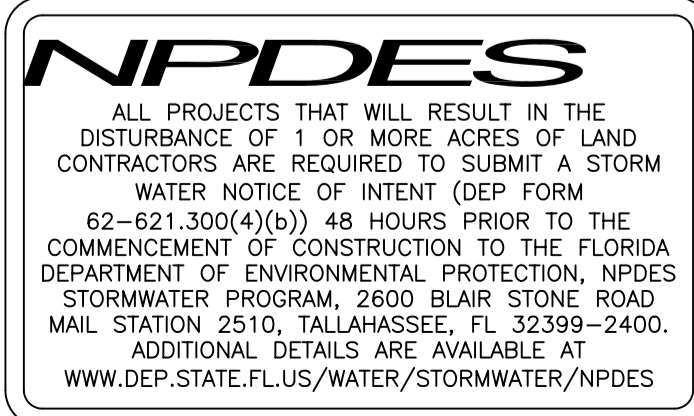 NPDES
ALL PROJECTS THAT WILL RESULT IN THE
DISTURBANCE OF 1 OR MORE ACRES OF LAND
CONTRACTORS ARE REQUIRED TO SUBMIT A STORM
WATER NOTICE OF INTENT (DEP FORM
62-621.300(4)(b)) 48 HOURS PRIOR TO THE
COMMENCEMENT OF CONSTRUCTION TO THE FLORIDA
DEPARTMENT OF ENVIRONMENTAL PROTECTION, NPDES
STORMWATER PROGRAM, 2600 BLAIR STONE ROAD
MAIL STATION 2510, TALLAHASSEE, FL 32399-2400.
ADDITIONAL DETAILS ARE AVAILABLE AT
WWW.DEP.STATE.FL.US/WATER/STORMWATER/NPDES